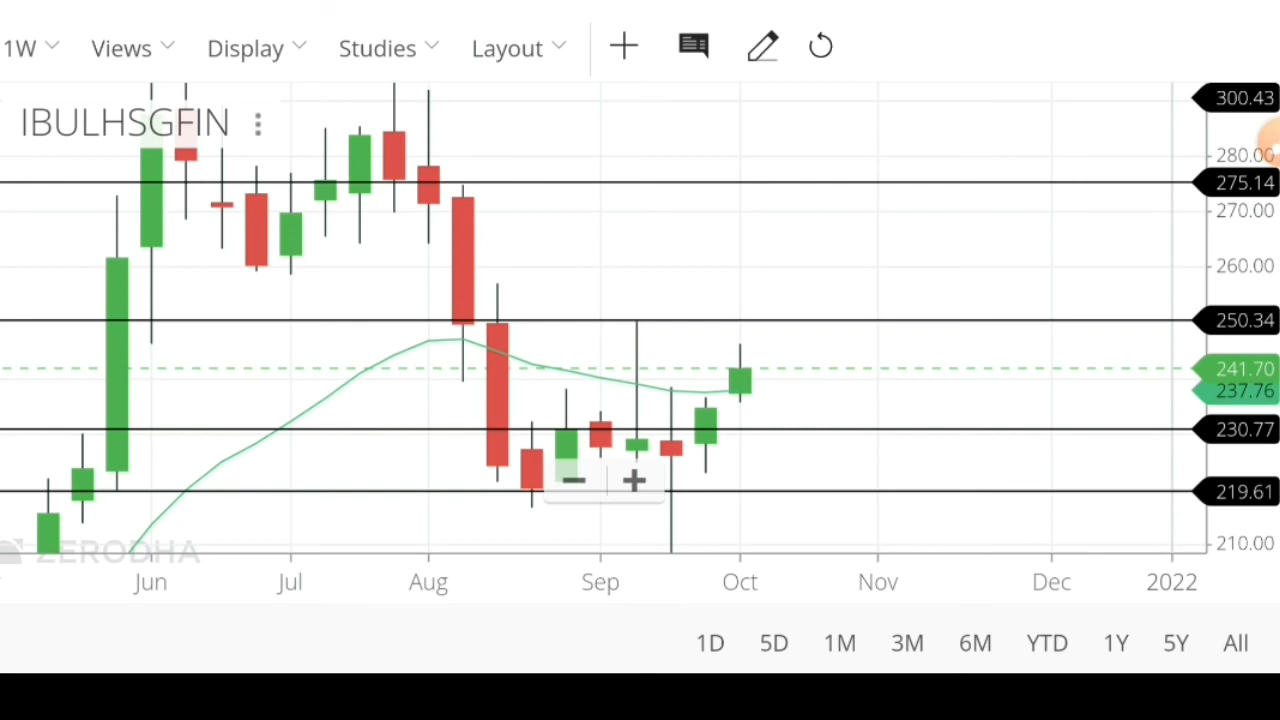 1W Views Display Studies Layout
IBULHSGFIN
300.43
280.00
275.14
270.00
260.00
250.34
241.70
237.76
230.77
219.61
210.00
ZERODHA
Jun Jul Aug Sep Oct Nov Dec 2022
1D 5D 1M 3M 6M YTD 1Y 5Y All